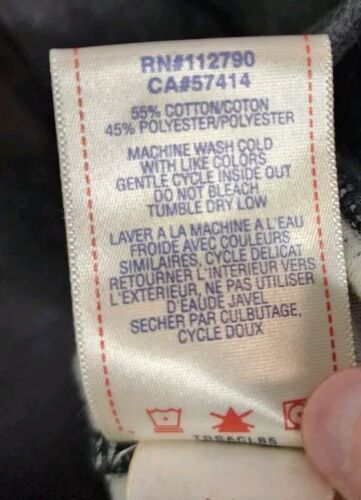 RN#112790
CA#57414
55% COTTON/COTON
45% POLYESTER/POLYESTER
MACHINE WASH COLD
WITH LIKE COLORS
GENTLE CYCLE INSIDE OUT
DO NOT BLEACH
TUMBLE DRY LOW
LAVER A LA MACHINE A L'EAU
FROIDE AVEC COULEURS
SIMILAIRES, CYCLE DELICAT
RETOURNER L'INTERIEUR VERS
L'EXTERIEUR, NE PAS UTILISER
D'EAUDE JAVEL
SECHER PAR CULBUTAGE,
CYCLE DOUX